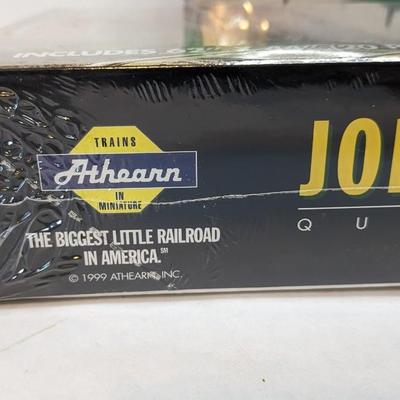 INCLUDES
TRAINS
Athearn
IN
MINIATURE
THE BIGGEST LITTLE RAILROAD
IN AMERICA.℠
© 1999 ATHEARN, INC.
JO
Q U